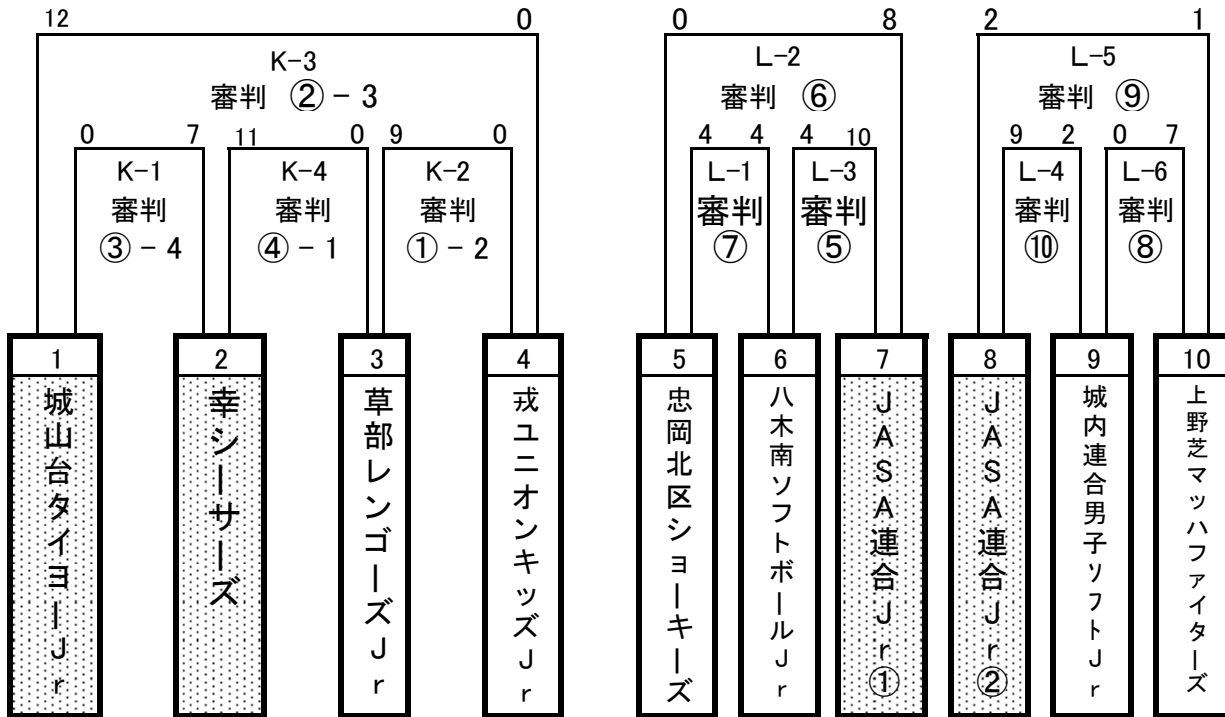 12 0 0 8 2 1
K-3 L-2 L-5
審判 ②-3 審判 ⑥ 審判 ⑨
0 7 11 0 9 0 4 4 4 10 9 2 0 7
K-1 K-4 K-2 L-1 L-3 L-4 L-6
審判 審判 審判 審判 審判 審判 審判
③-4 ④-1 ①-2 ⑦ ⑤ ⑩ ⑧
1 2 3 4 5 6 7 8 9 10
城山台タイヨーJr
幸シーサーズ
草部レンゴーズJr
戎ユニオンキッズJr
忠岡北区ショーキーズ
八木南ソフトボールJr
JASA連合Jr①
JASA連合Jr②
城内連合男子ソフトJr
上野芝マッハファイターズ